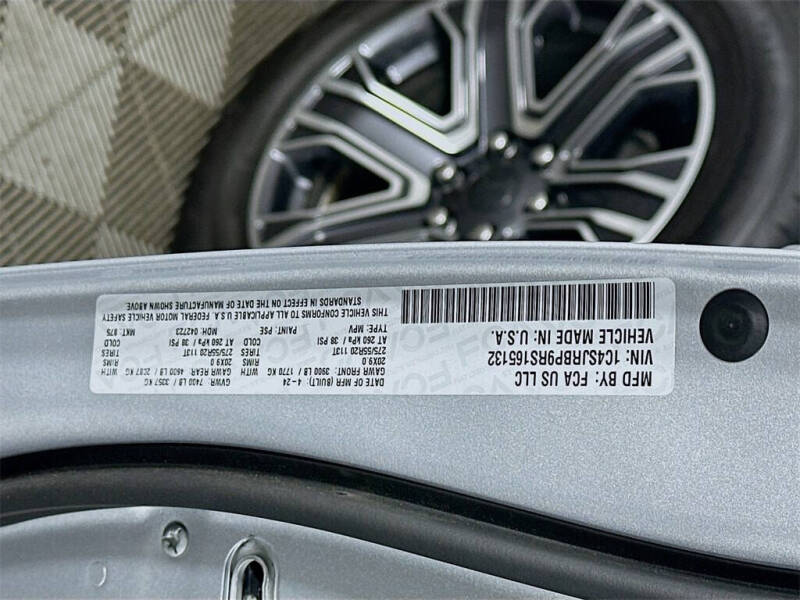 MFD BY: FCA US LLC
DATE OF MFR (BUILT): 4-24
GVWR: 7400 LB / 3357 KG
GAWR FRONT: 3900 LB / 1770 KG
WITH
20X9.0
RIMS
275/55R20 113T
COLD
AT 260 kPa / 38 PSI
GAWR REAR: 4600 LB / 2087 KG
WITH
20X9.0
RIMS
275/55R20 113T
COLD
AT 260 kPa / 38 PSI
VIN: 1C4SJRBP9RS165132
VEHICLE MADE IN: U.S.A.
TYPE: MPV
PAINT: PSE
MDH: 042723
MKT: 875
THIS VEHICLE CONFORMS TO ALL APPLICABLE U.S.A. FEDERAL MOTOR VEHICLE SAFETY
STANDARDS IN EFFECT ON THE DATE OF MANUFACTURE SHOWN ABOVE.